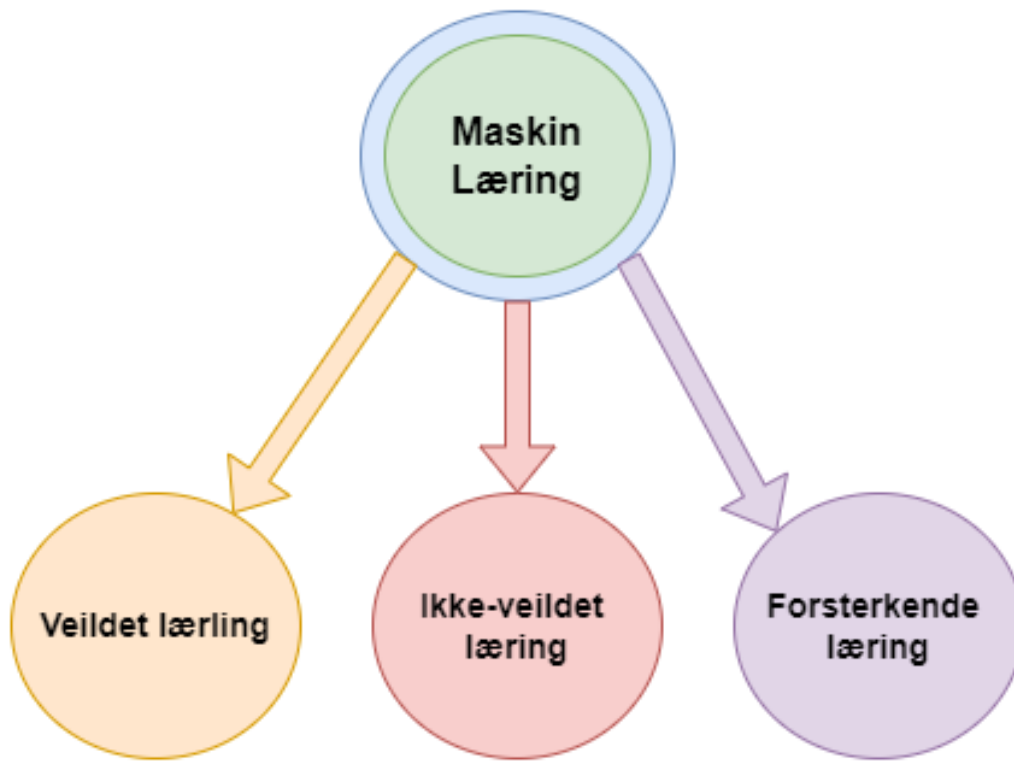 Maskin
Læring
Veildet lærling
Ikke-veildet
læring
Forsterkende
læring